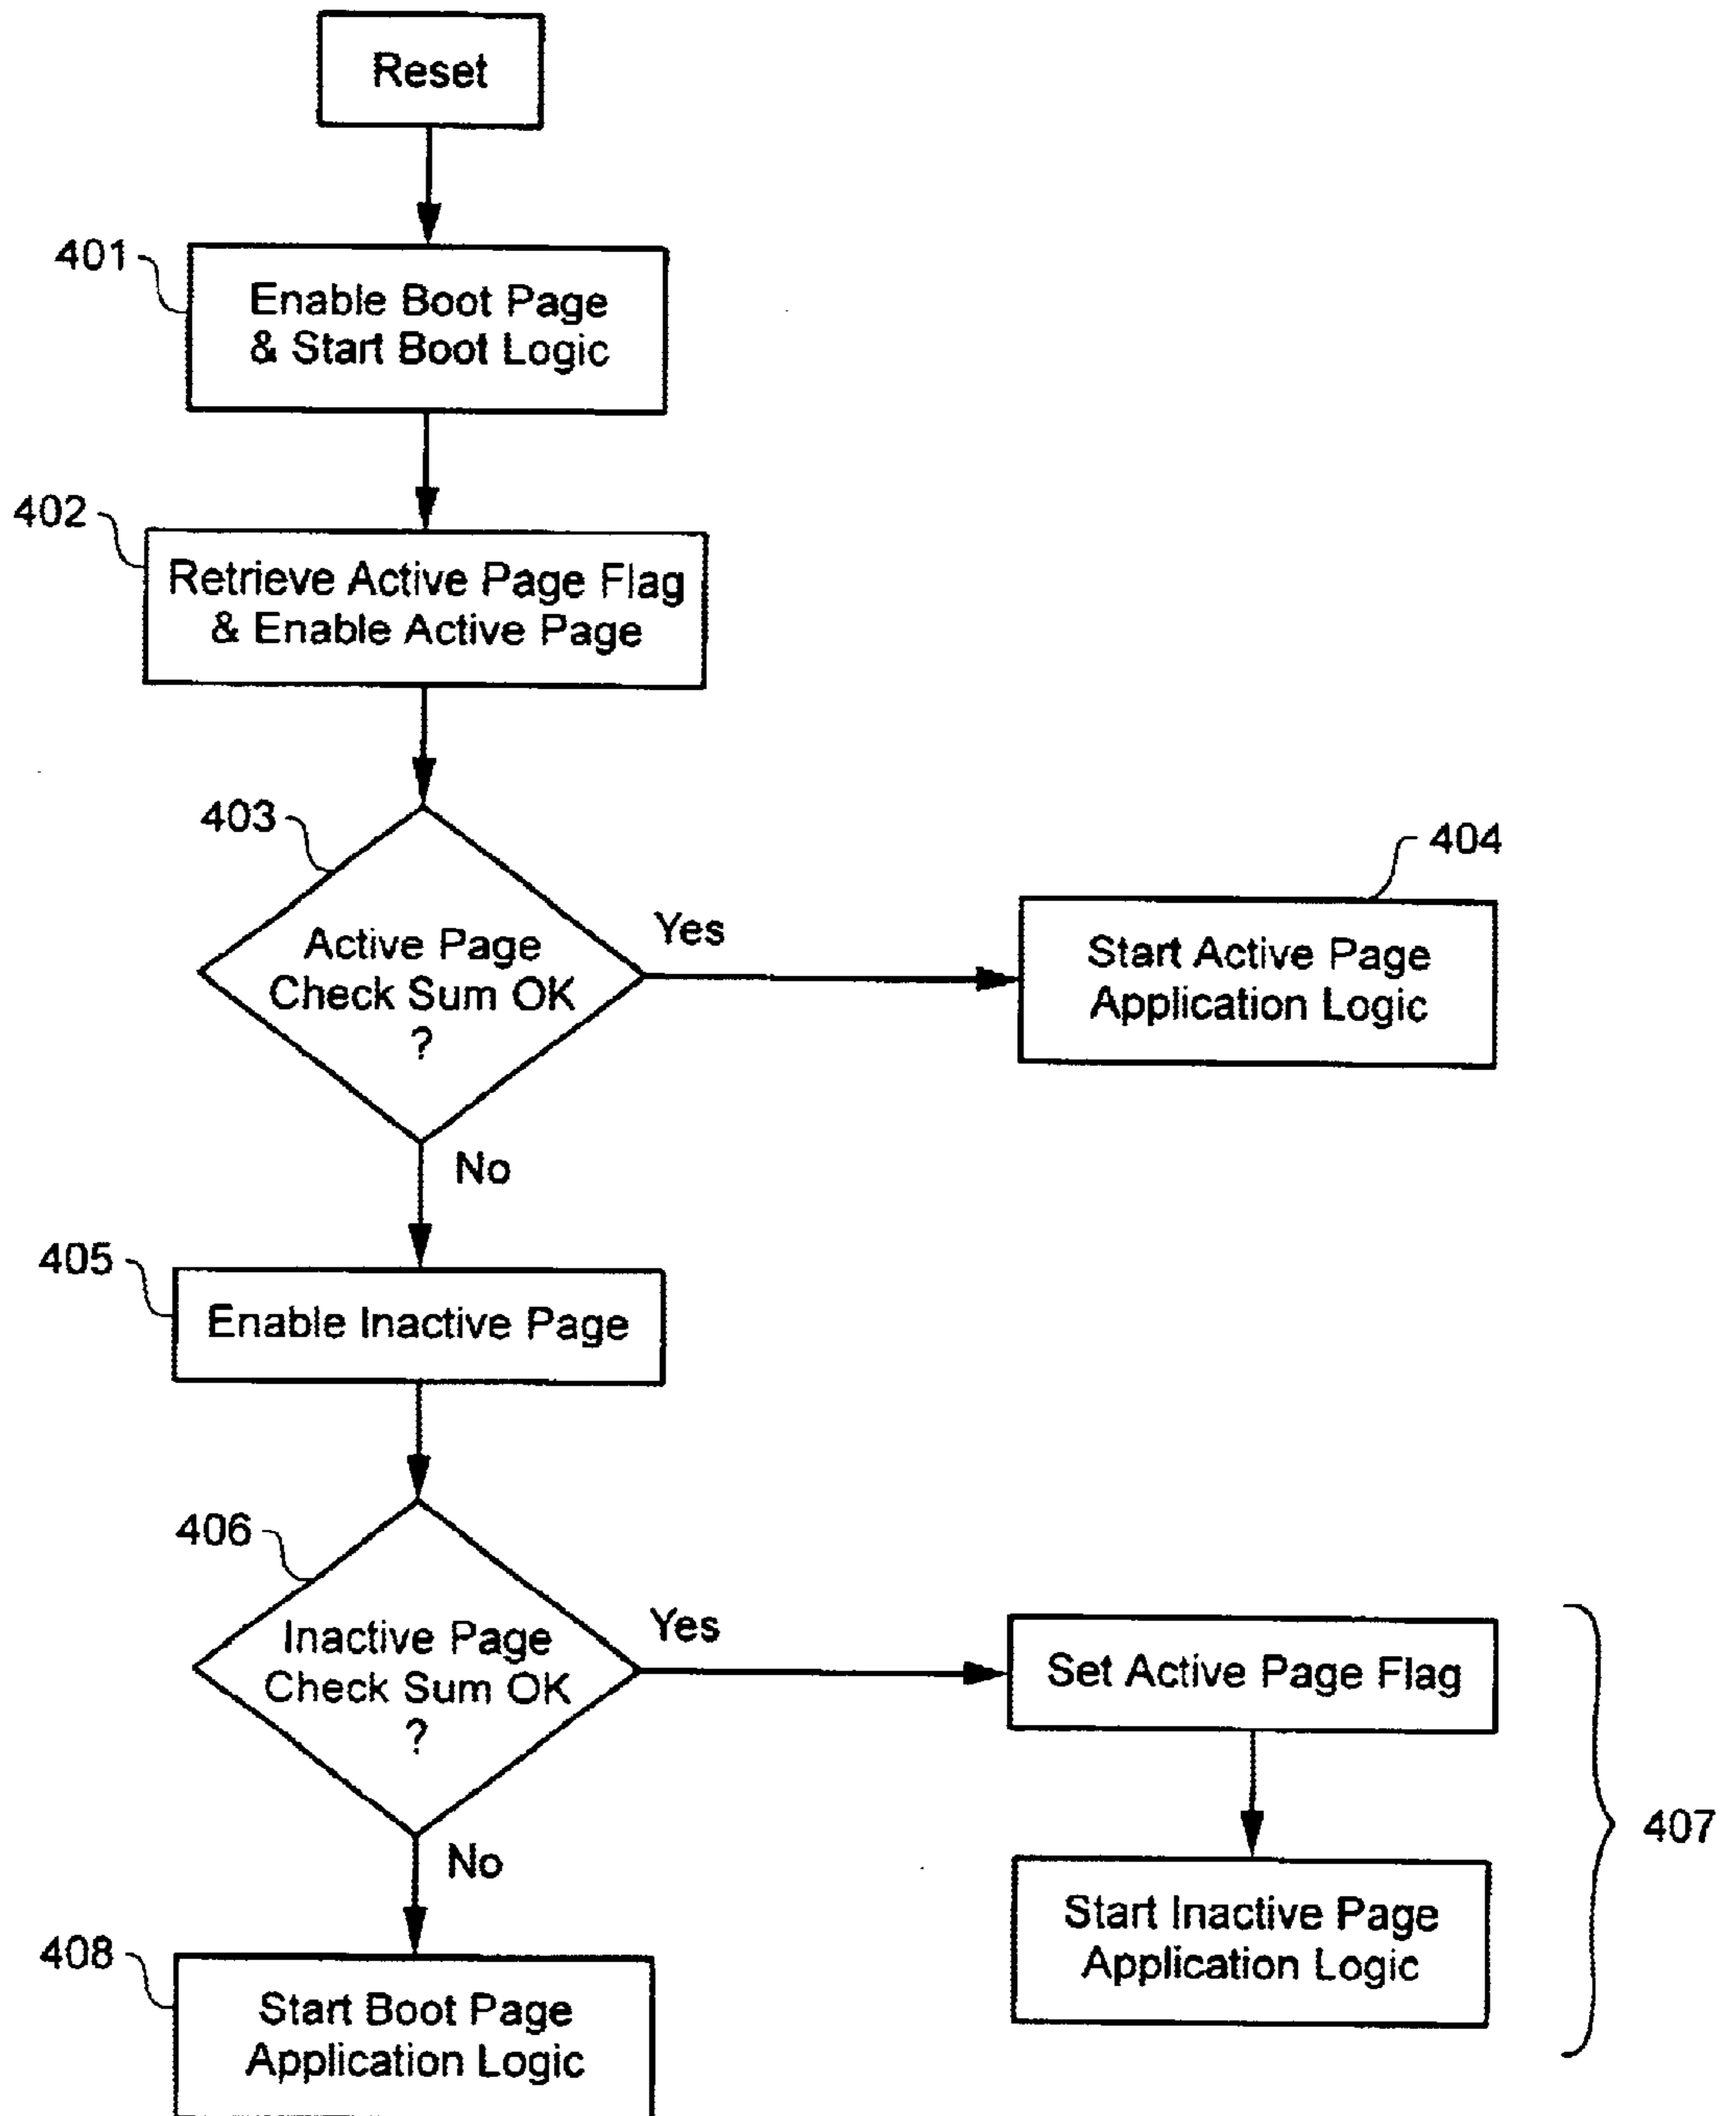 Reset
401
Enable Boot Page
& Start Boot Logic
402
Retrieve Active Page Flag
& Enable Active Page
403
Active Page
Check Sum OK
?
Yes
404
Start Active Page
Application Logic
No
405
Enable Inactive Page
406
Inactive Page
Check Sum OK
?
Yes
Set Active Page Flag
407
Start Inactive Page
Application Logic
No
408
Start Boot Page
Application Logic